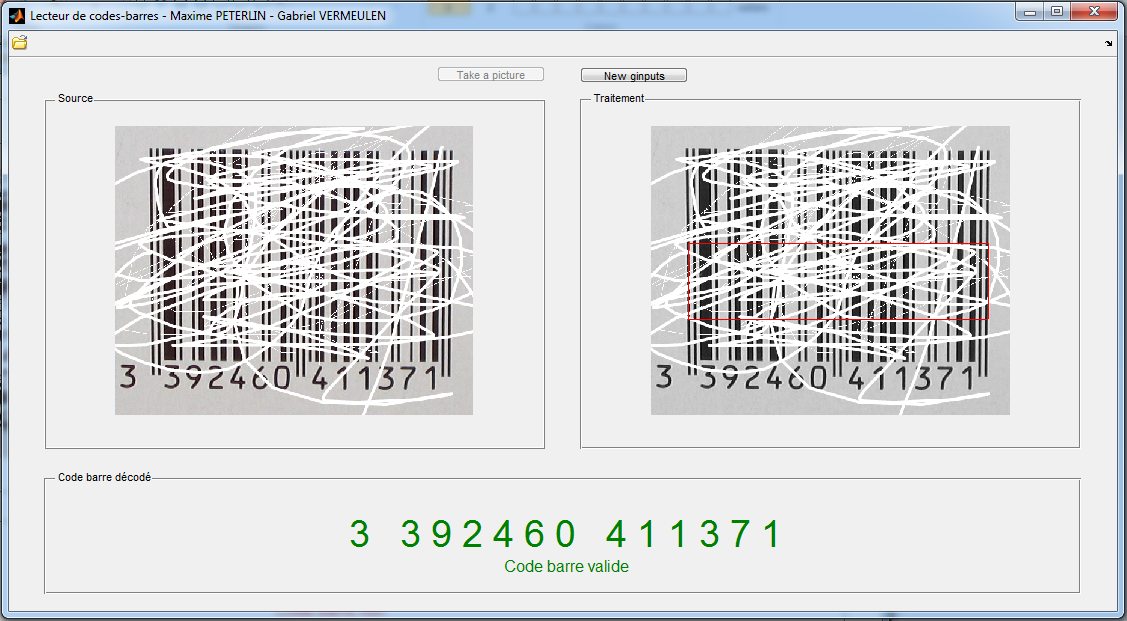 Lecteur de codes-barres - Maxime PETERLIN - Gabriel VERMEULEN
Take a picture
New ginputs
Source
Traitement
3 392460 411371
3 392460 411371
Code barre décodé
3 392460 411371
Code barre valide